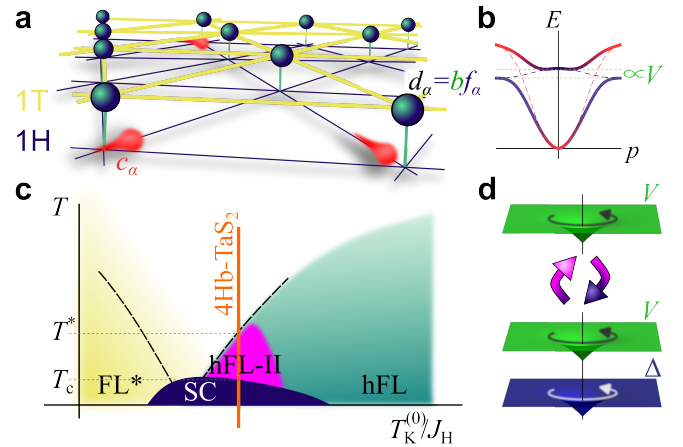 a
1T
1H
d_α=bf_α
c_α
b
E
∝V
p
c
T
T*
T_c
4Hb-TaS₂
FL*
SC
hFL-II
hFL
T_K^(0)/J_H
d
V
V
Δ